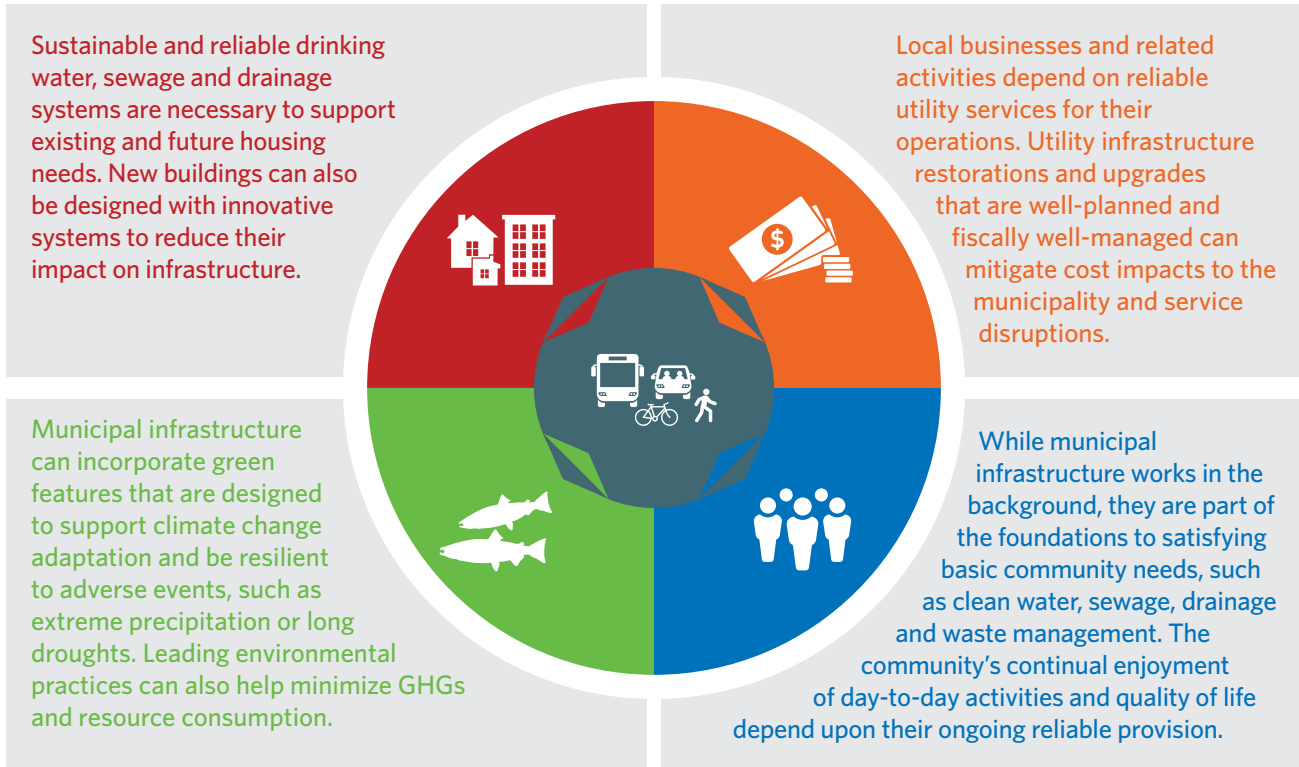 Sustainable and reliable drinking
water, sewage and drainage
systems are necessary to support
existing and future housing
needs. New buildings can also
be designed with innovative
systems to reduce their
impact on infrastructure.
Local businesses and related
activities depend on reliable
utility services for their
operations. Utility infrastructure
restorations and upgrades
that are well-planned and
fiscally well-managed can
mitigate cost impacts to the
municipality and service
disruptions.
$
Municipal infrastructure
can incorporate green
features that are designed
to support climate change
adaptation and be resilient
to adverse events, such as
extreme precipitation or long
droughts. Leading environmental
practices can also help minimize GHGs
and resource consumption.
While municipal
infrastructure works in the
background, they are part of
the foundations to satisfying
basic community needs, such
as clean water, sewage, drainage
and waste management. The
community’s continual enjoyment
of day-to-day activities and quality of life
depend upon their ongoing reliable provision.